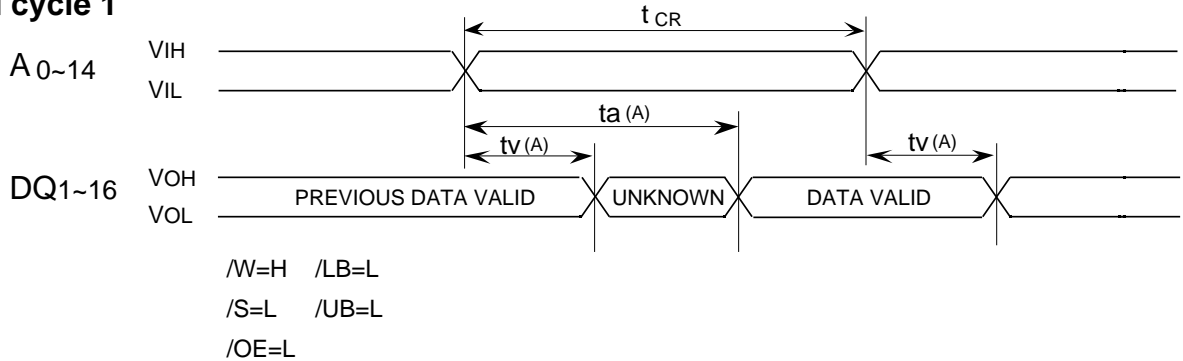 cycle 1
t CR
A 0~14
VIH
VIL
ta (A)
tv (A)
tv (A)
DQ1~16
VOH
VOL
PREVIOUS DATA VALID
UNKNOWN
DATA VALID
/W=H /LB=L
/S=L /UB=L
/OE=L